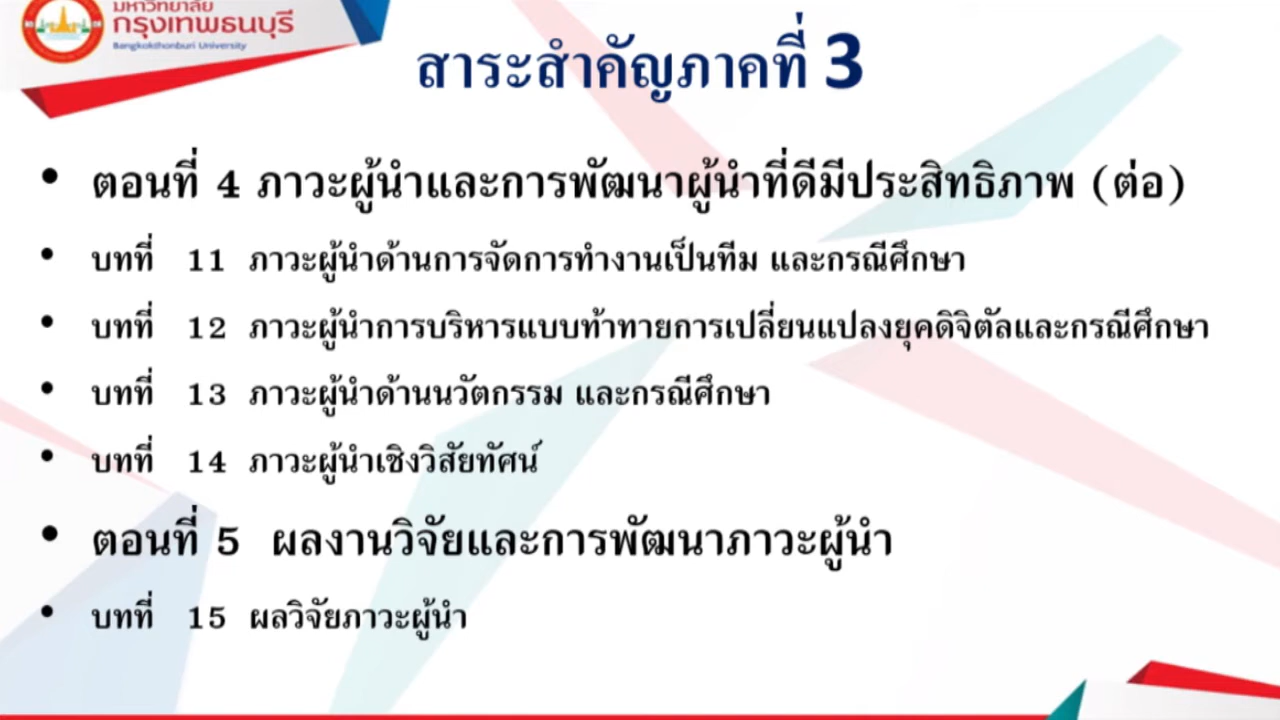 มหาวิทยาลัย
กรุงเทพธนบุรี
Bangkokthonburi University
สาระสำคัญภาคที่ 3
• ตอนที่ 4 ภาวะผู้นำและการพัฒนาผู้นำที่ดีมีประสิทธิภาพ (ต่อ)
• บทที่ 11 ภาวะผู้นำด้านการจัดการทำงานเป็นทีม และกรณีศึกษา
• บทที่ 12 ภาวะผู้นำการบริหารแบบท้าทายการเปลี่ยนแปลงยุคดิจิตัลและกรณีศึกษา
• บทที่ 13 ภาวะผู้นำด้านนวัตกรรม และกรณีศึกษา
• บทที่ 14 ภาวะผู้นำเชิงวิสัยทัศน์
• ตอนที่ 5 ผลงานวิจัยและการพัฒนาภาวะผู้นำ
• บทที่ 15 ผลวิจัยภาวะผู้นำ